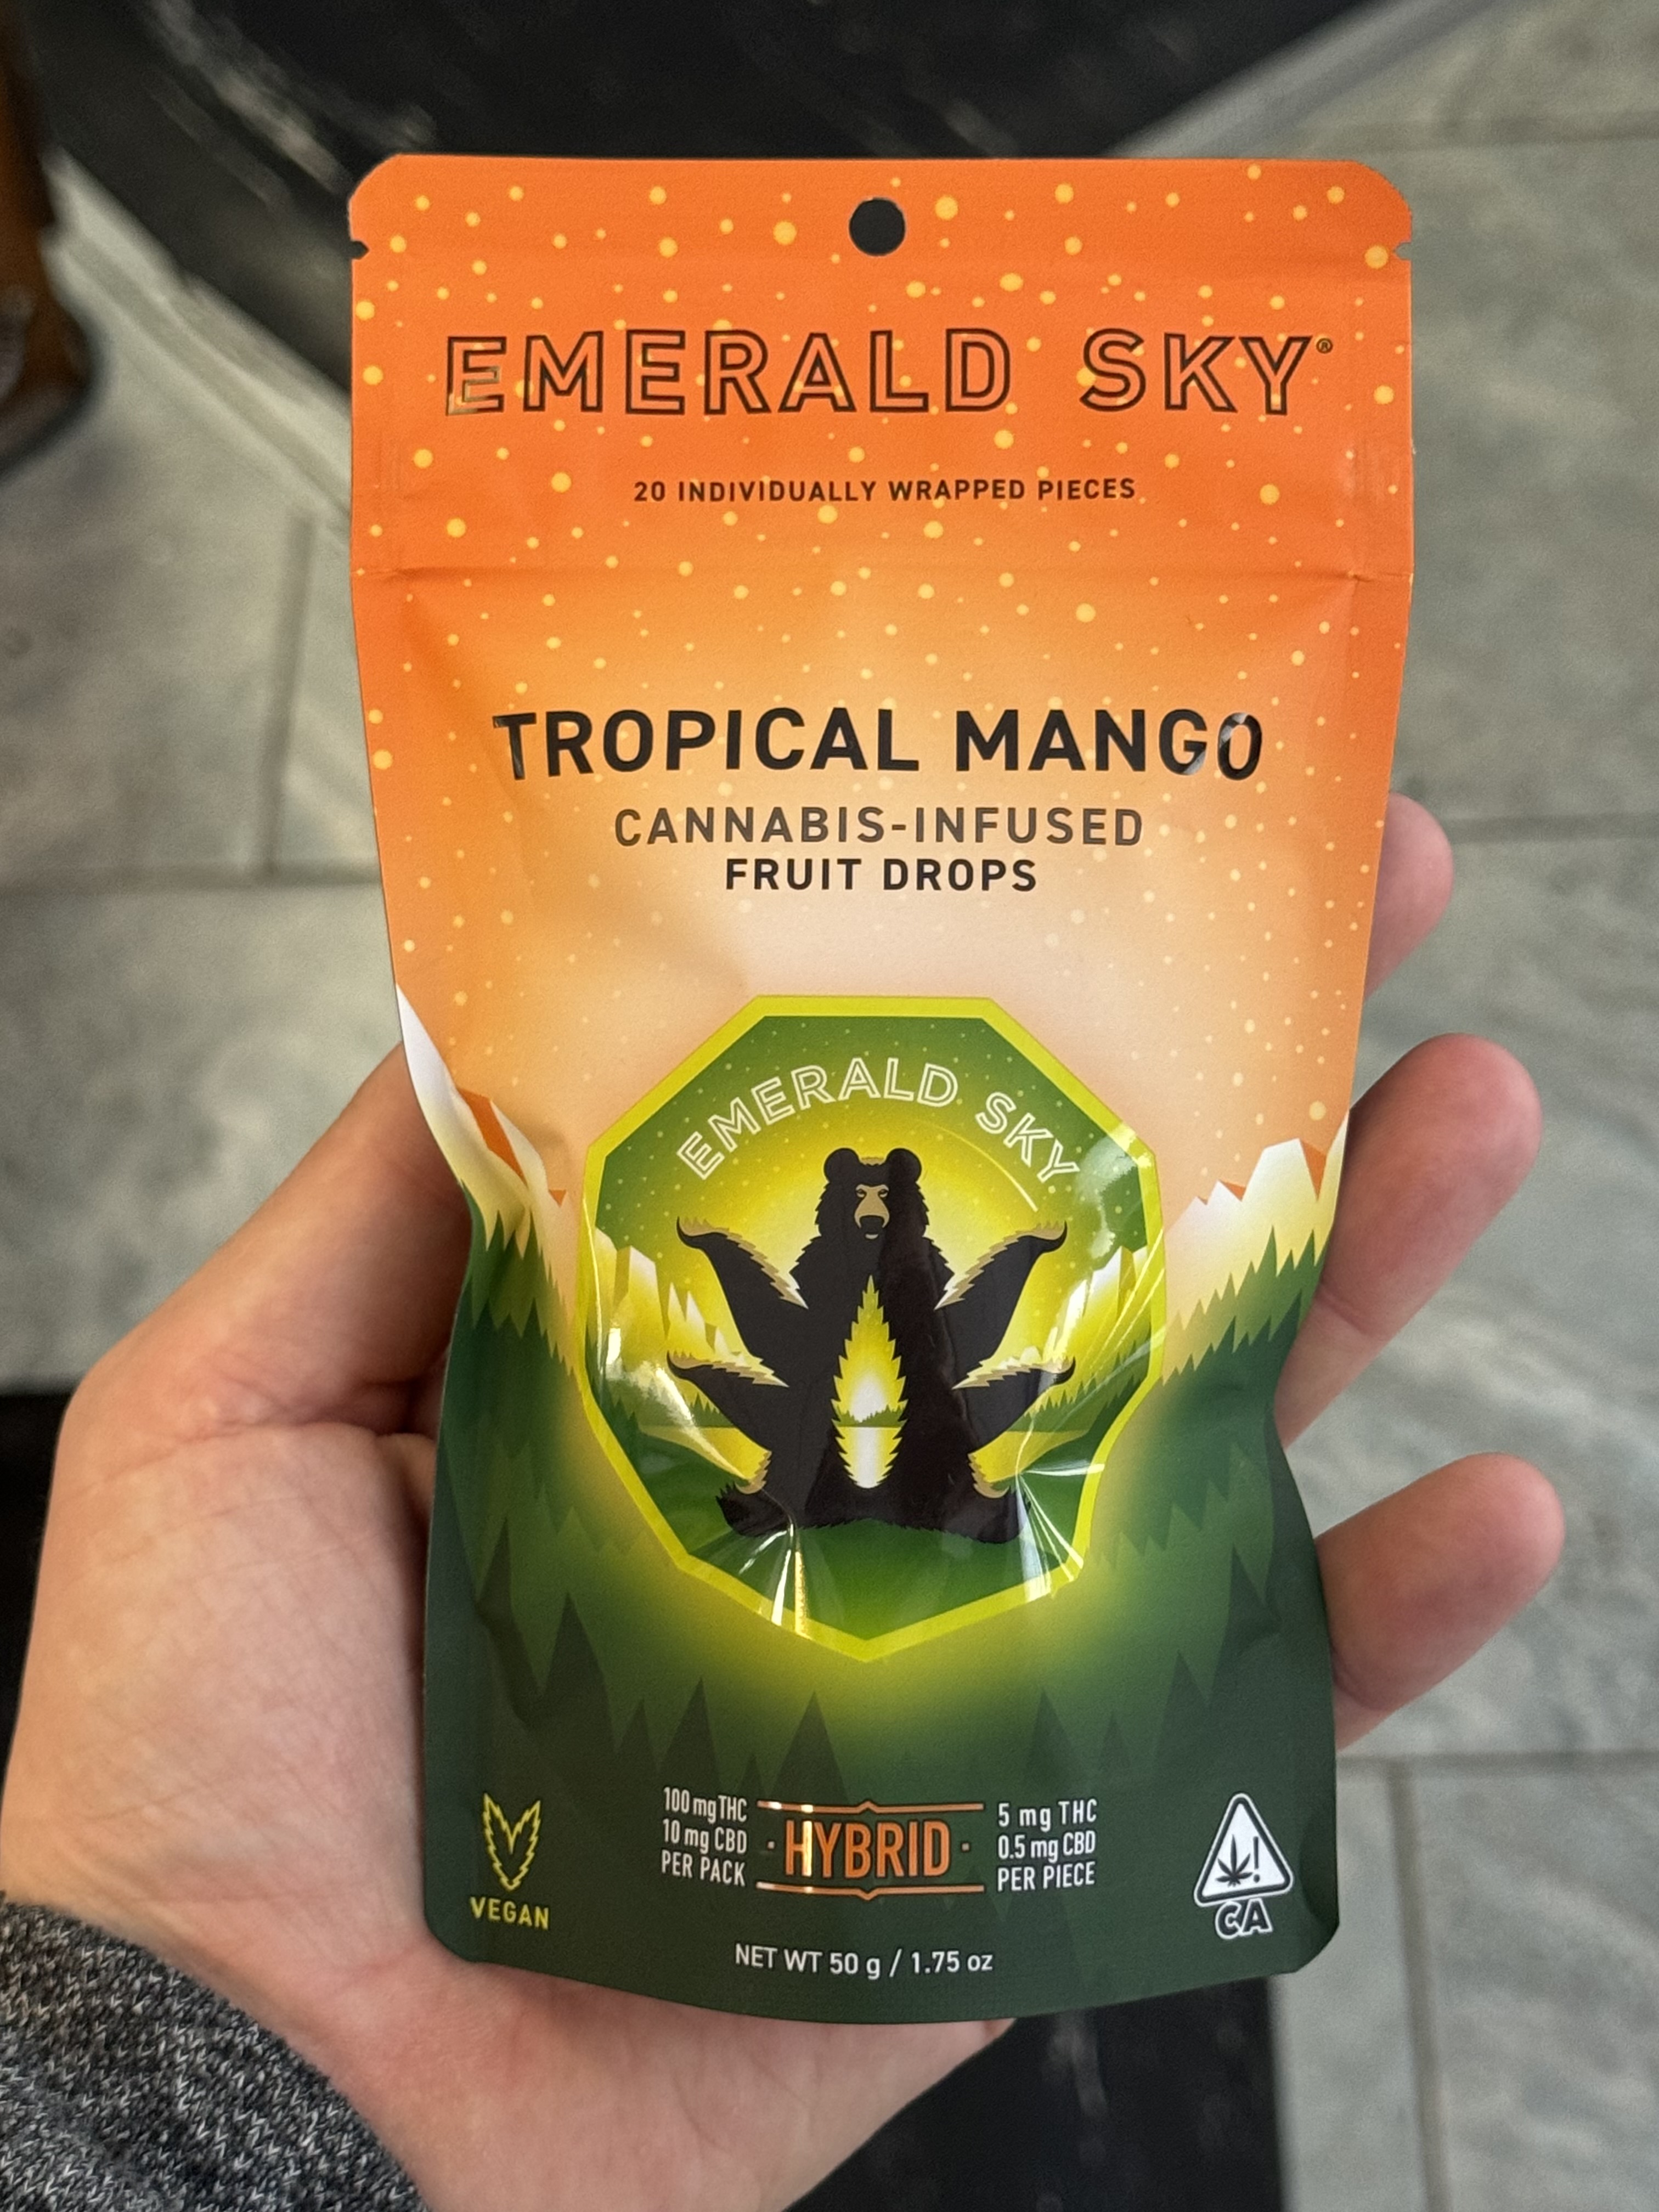 EMERALD SKY®
20 INDIVIDUALLY WRAPPED PIECES
TROPICAL MANGO
CANNABIS-INFUSED
FRUIT DROPS
EMERALD SKY
VEGAN
100 mg THC
10 mg CBD
PER PACK
· HYBRID ·
5 mg THC
0.5 mg CBD
PER PIECE
!
CA
NET WT 50 g / 1.75 oz